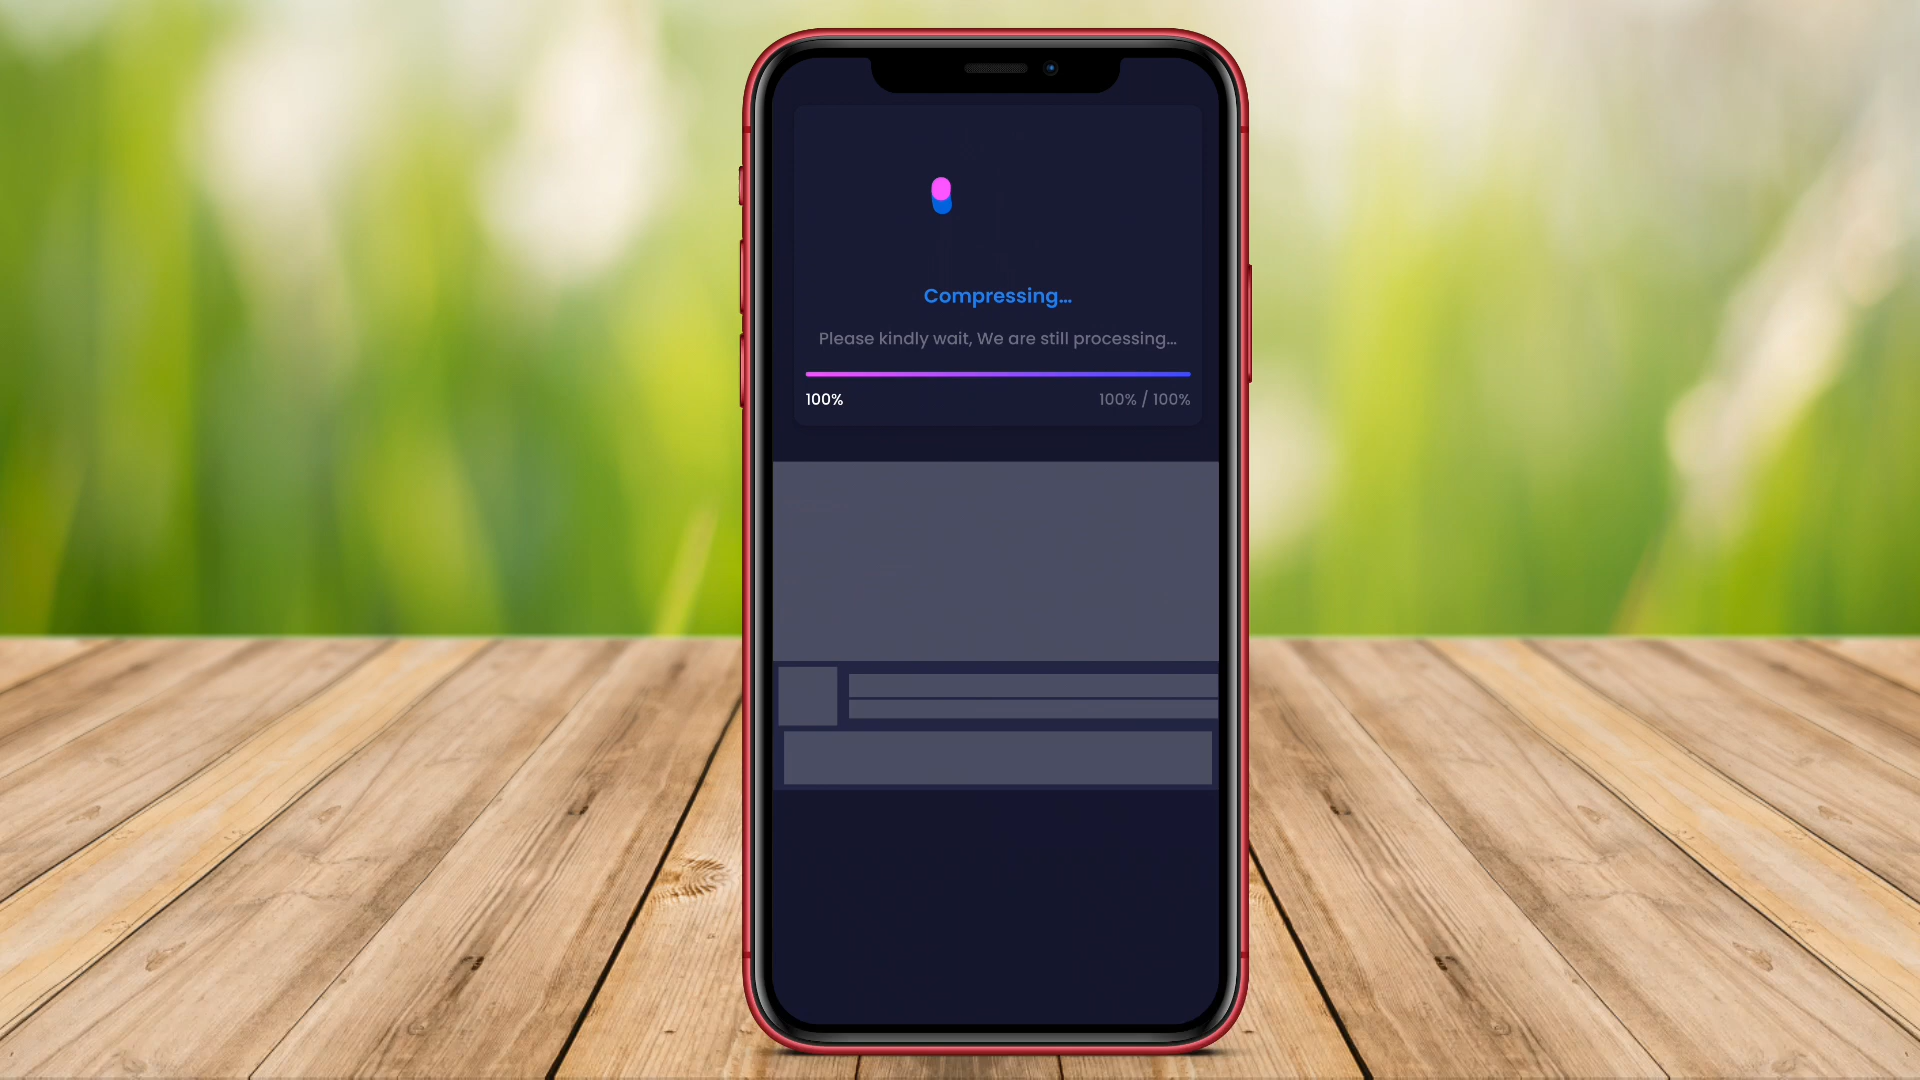 Compressing...
Please kindly wait, We are still processing...
100%
100% / 100%